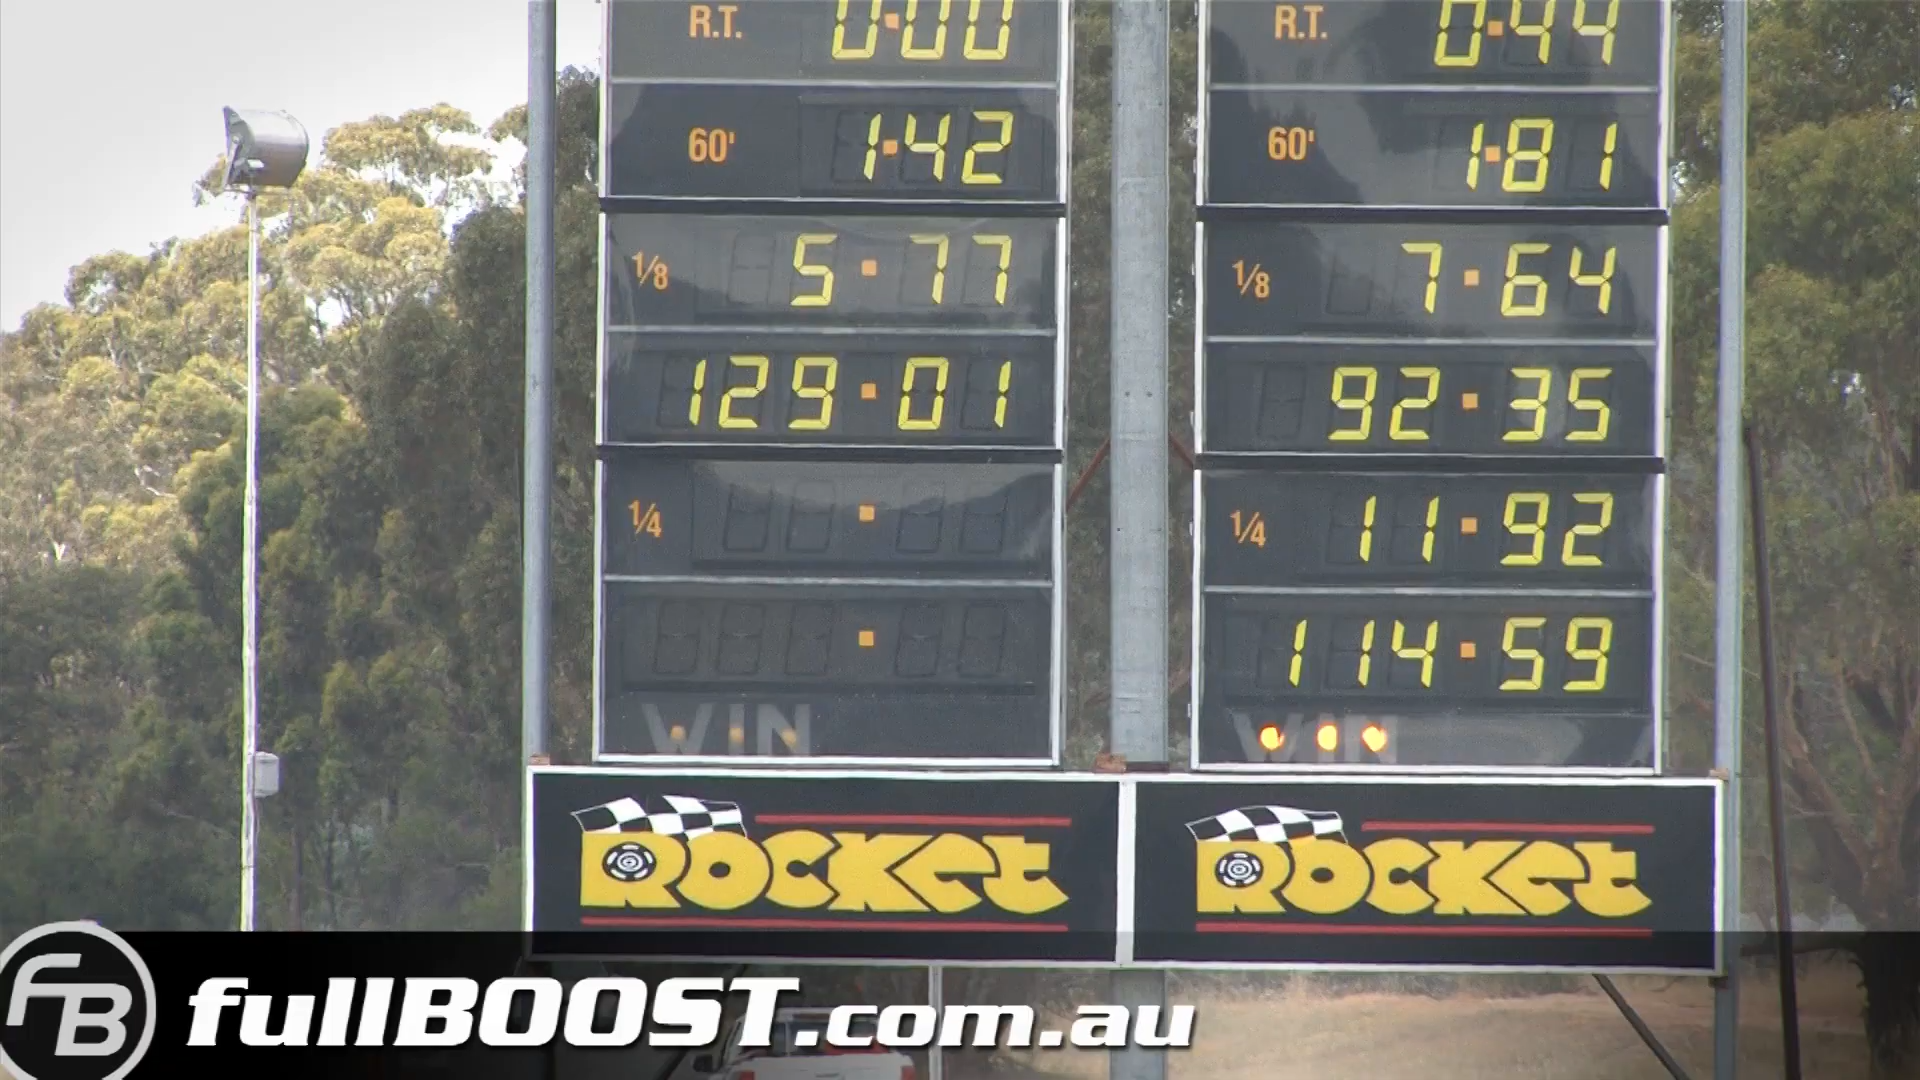 R.T. 0.00
60' 1.42
1/8 5.77
129.01
1/4 .
.
WIN
ROCKET
R.T. 0.44
60' 1.81
1/8 7.64
92.35
1/4 11.92
114.59
WIN
ROCKET
FB
fullBOOST.com.au